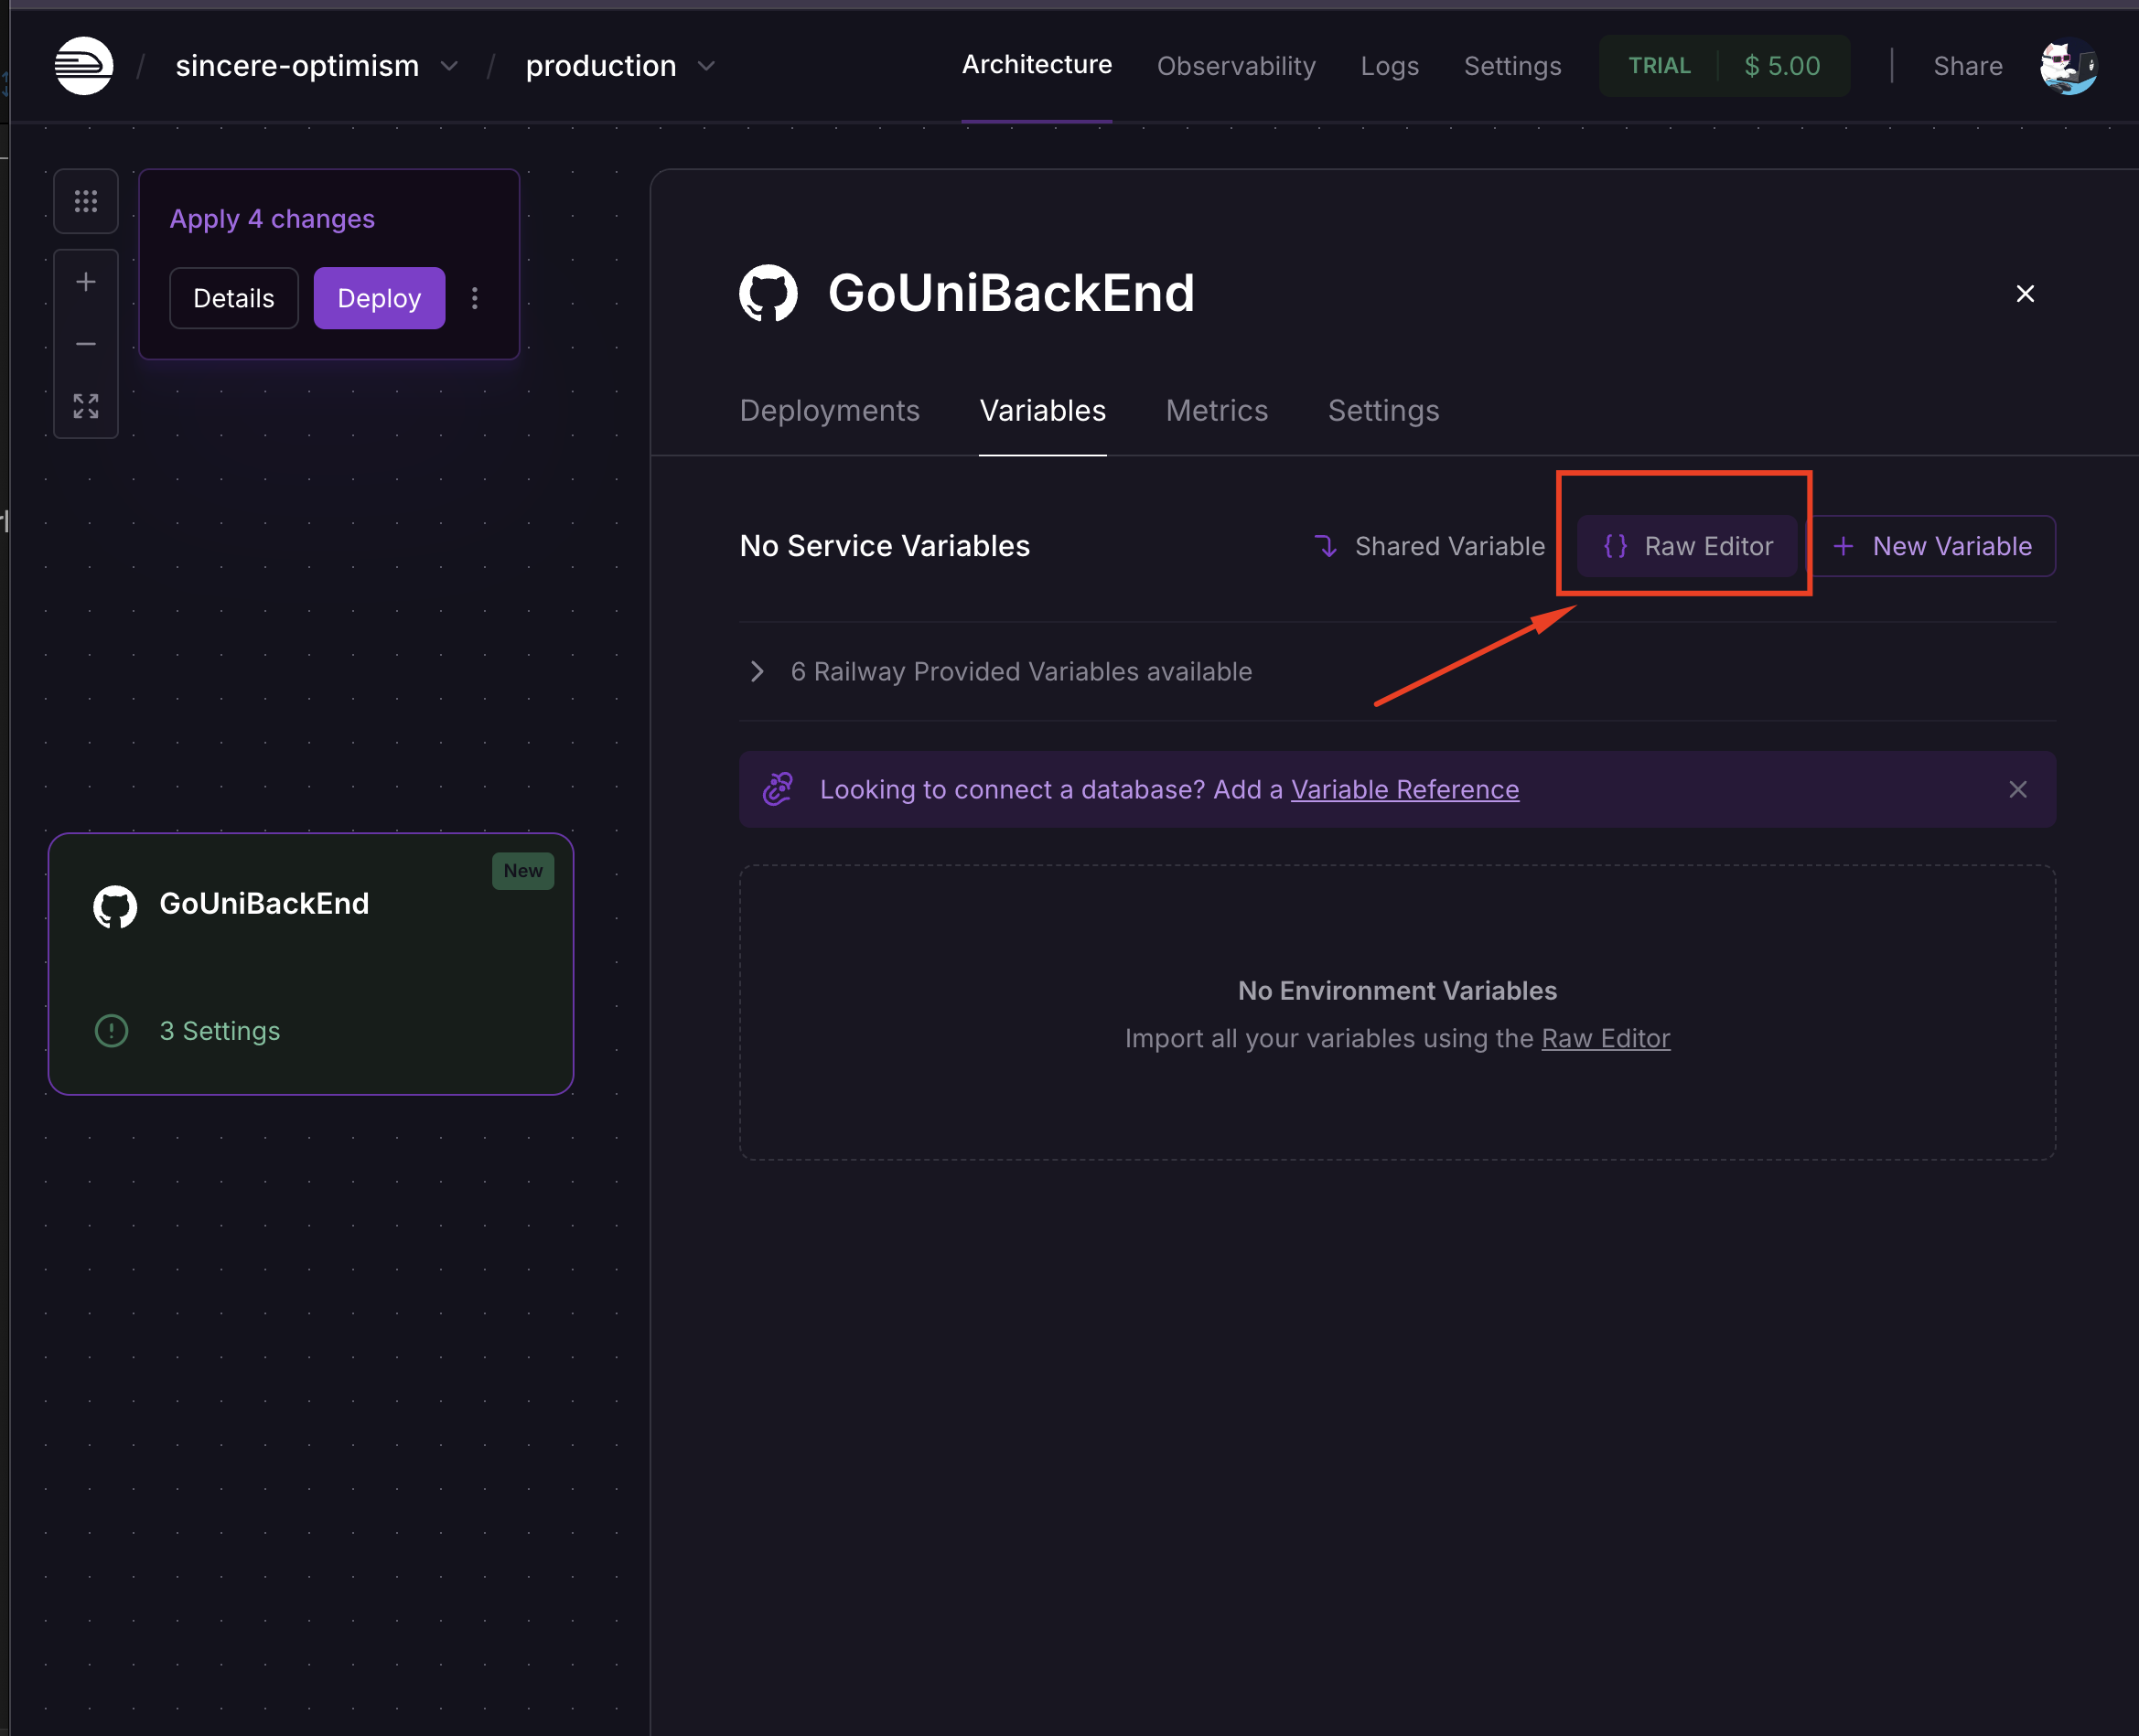 / sincere-optimism / production
Architecture Observability Logs Settings TRIAL $ 5.00 Share
Apply 4 changes
Details Deploy
GoUniBackEnd
Deployments Variables Metrics Settings
No Service Variables Shared Variable {} Raw Editor + New Variable
6 Railway Provided Variables available
Looking to connect a database? Add a Variable Reference
No Environment Variables
Import all your variables using the Raw Editor
New
GoUniBackEnd
3 Settings